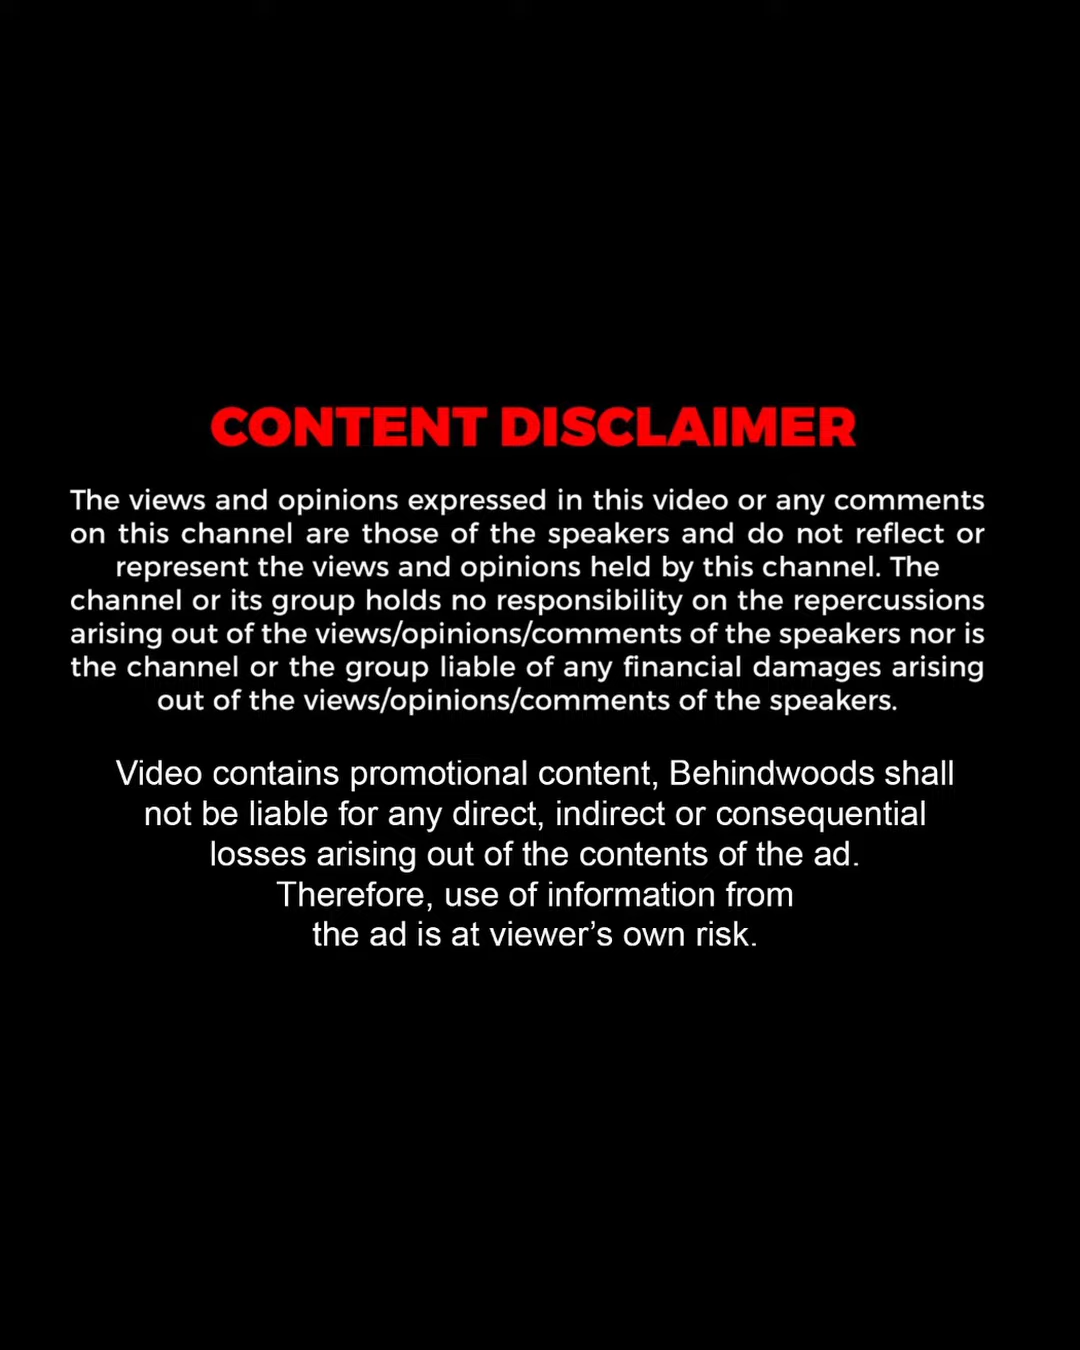 CONTENT DISCLAIMER
The views and opinions expressed in this video or any comments
on this channel are those of the speakers and do not reflect or
represent the views and opinions held by this channel. The
channel or its group holds no responsibility on the repercussions
arising out of the views/opinions/comments of the speakers nor is
the channel or the group liable of any financial damages arising
out of the views/opinions/comments of the speakers.
Video contains promotional content, Behindwoods shall
not be liable for any direct, indirect or consequential
losses arising out of the contents of the ad.
Therefore, use of information from
the ad is at viewer’s own risk.